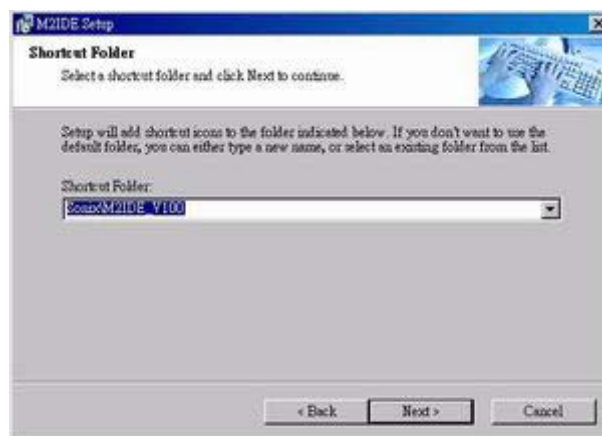 M2IDE Setup
Shortcut Folder
Select a shortcut folder and click Next to continue.
Setup will add shortcut icons to the folder indicated below. If you don't want to use the
default folder, you can either type a new name, or select an existing folder from the list.
Shortcut Folder:
Sonix\M2IDE_V100
< Back
Next >
Cancel